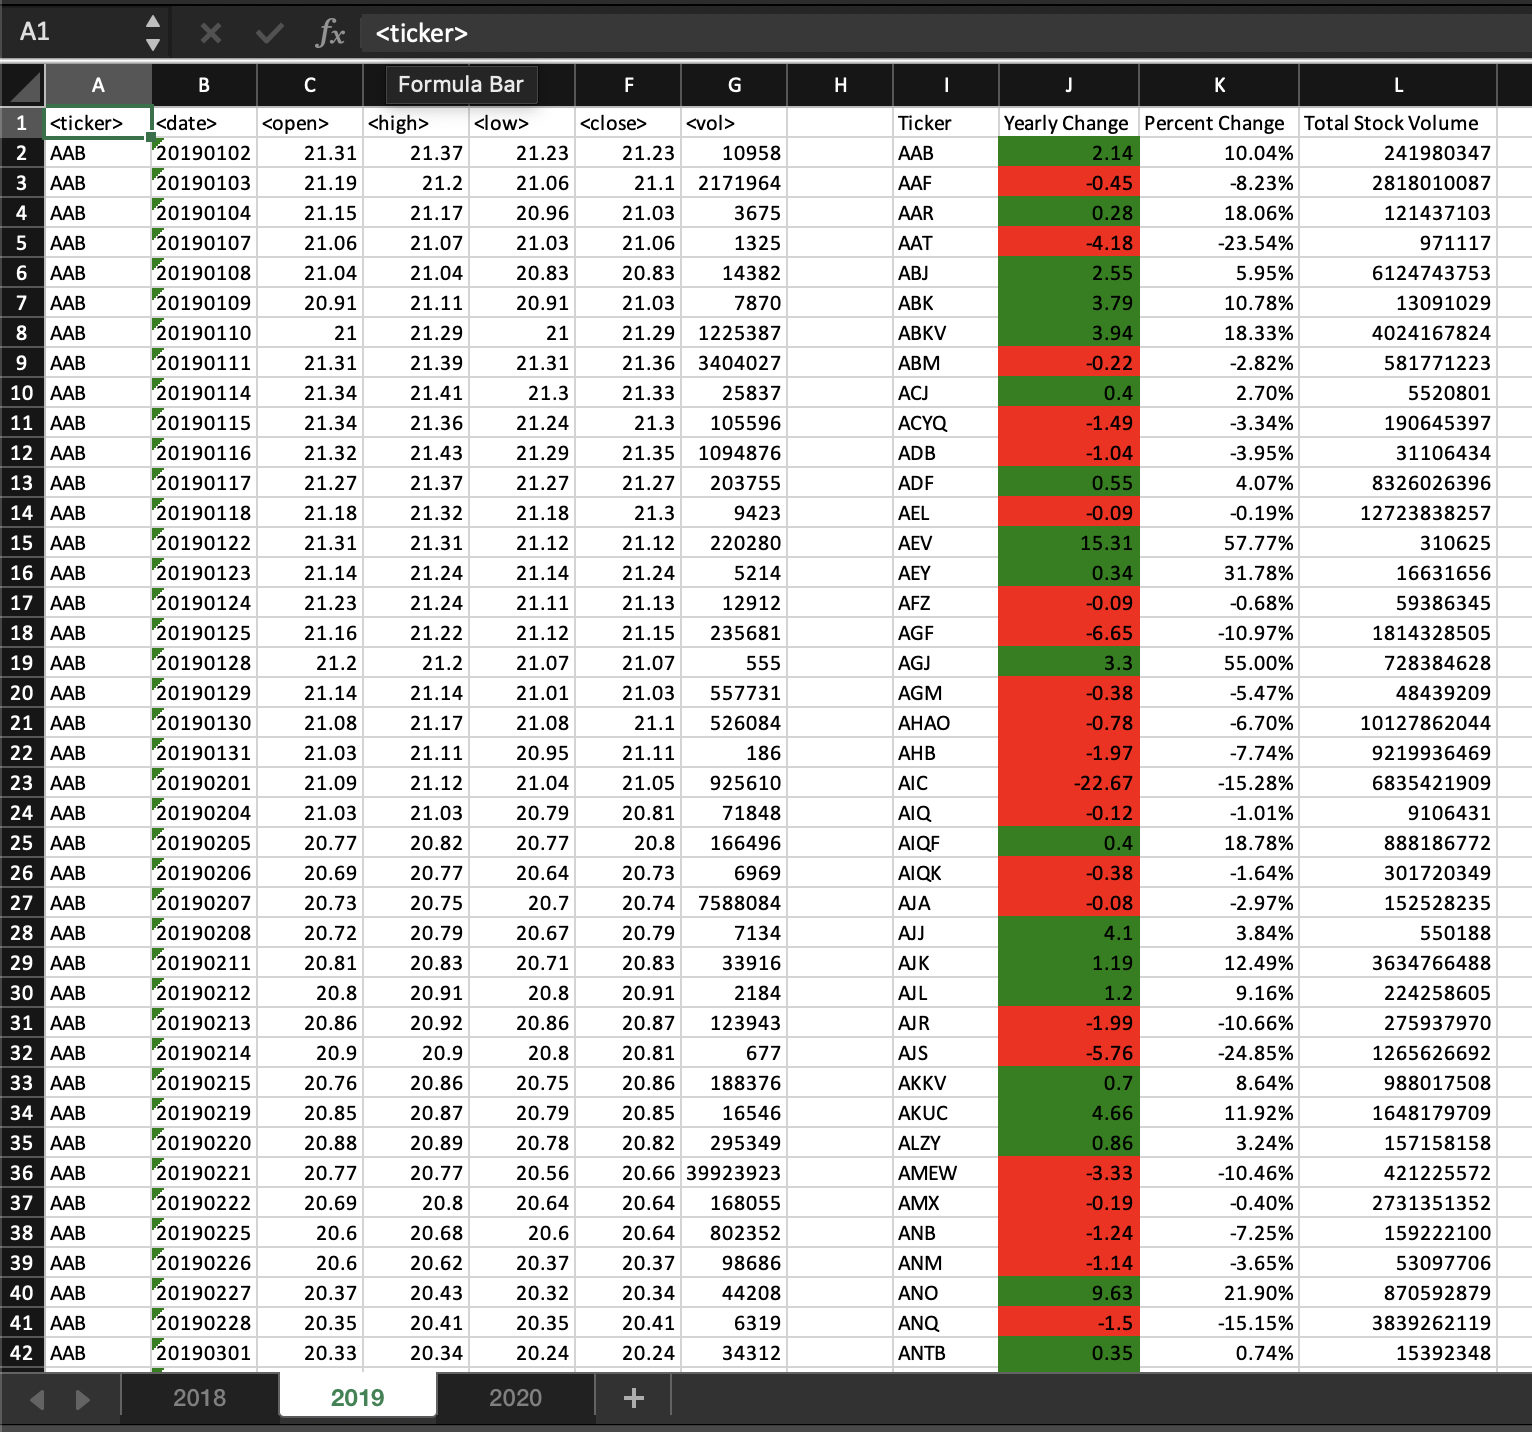 A1 fx <ticker>
A B C Formula Bar F G H I J K L
1 <ticker> <date> <open> <high> <low> <close> <vol> Ticker Yearly Change Percent Change Total Stock Volume
2 AAB 20190102 21.31 21.37 21.23 21.23 10958 AAB 2.14 10.04% 241980347
3 AAB 20190103 21.19 21.2 21.06 21.1 2171964 AAF -0.45 -8.23% 2818010087
4 AAB 20190104 21.15 21.17 20.96 21.03 3675 AAR 0.28 18.06% 121437103
5 AAB 20190107 21.06 21.07 21.03 21.06 1325 AAT -4.18 -23.54% 971117
6 AAB 20190108 21.04 21.04 20.83 20.83 14382 ABJ 2.55 5.95% 6124743753
7 AAB 20190109 20.91 21.11 20.91 21.03 7870 ABK 3.79 10.78% 13091029
8 AAB 20190110 21 21.29 21 21.29 1225387 ABKV 3.94 18.33% 4024167824
9 AAB 20190111 21.31 21.39 21.31 21.36 3404027 ABM -0.22 -2.82% 581771223
10 AAB 20190114 21.34 21.41 21.3 21.33 25837 ACJ 0.4 2.70% 5520801
11 AAB 20190115 21.34 21.36 21.24 21.3 105596 ACYQ -1.49 -3.34% 190645397
12 AAB 20190116 21.32 21.43 21.29 21.35 1094876 ADB -1.04 -3.95% 31106434
13 AAB 20190117 21.27 21.37 21.27 21.27 203755 ADF 0.55 4.07% 8326026396
14 AAB 20190118 21.18 21.32 21.18 21.3 9423 AEL -0.09 -0.19% 12723838257
15 AAB 20190122 21.31 21.31 21.12 21.12 220280 AEV 15.31 57.77% 310625
16 AAB 20190123 21.14 21.24 21.14 21.24 5214 AEY 0.34 31.78% 16631656
17 AAB 20190124 21.23 21.24 21.11 21.13 12912 AFZ -0.09 -0.68% 59386345
18 AAB 20190125 21.16 21.22 21.12 21.15 235681 AGF -6.65 -10.97% 1814328505
19 AAB 20190128 21.2 21.2 21.07 21.07 555 AGJ 3.3 55.00% 728384628
20 AAB 20190129 21.14 21.14 21.01 21.03 557731 AGM -0.38 -5.47% 48439209
21 AAB 20190130 21.08 21.17 21.08 21.1 526084 AHAO -0.78 -6.70% 10127862044
22 AAB 20190131 21.03 21.11 20.95 21.11 186 AHB -1.97 -7.74% 9219936469
23 AAB 20190201 21.09 21.12 21.04 21.05 925610 AIC -22.67 -15.28% 6835421909
24 AAB 20190204 21.03 21.03 20.79 20.81 71848 AIQ -0.12 -1.01% 9106431
25 AAB 20190205 20.77 20.82 20.77 20.8 166496 AIQF 0.4 18.78% 888186772
26 AAB 20190206 20.69 20.77 20.64 20.73 6969 AIQK -0.38 -1.64% 301720349
27 AAB 20190207 20.73 20.75 20.7 20.74 7588084 AJA -0.08 -2.97% 152528235
28 AAB 20190208 20.72 20.79 20.67 20.79 7134 AJJ 4.1 3.84% 550188
29 AAB 20190211 20.81 20.83 20.71 20.83 33916 AJK 1.19 12.49% 3634766488
30 AAB 20190212 20.8 20.91 20.8 20.91 2184 AJL 1.2 9.16% 224258605
31 AAB 20190213 20.86 20.92 20.86 20.87 123943 AJR -1.99 -10.66% 275937970
32 AAB 20190214 20.9 20.9 20.8 20.81 677 AJS -5.76 -24.85% 1265626692
33 AAB 20190215 20.76 20.86 20.75 20.86 188376 AKKV 0.7 8.64% 988017508
34 AAB 20190219 20.85 20.87 20.79 20.85 16546 AKUC 4.66 11.92% 1648179709
35 AAB 20190220 20.88 20.89 20.78 20.82 295349 ALZY 0.86 3.24% 157158158
36 AAB 20190221 20.77 20.77 20.56 20.66 39923923 AMEW -3.33 -10.46% 421225572
37 AAB 20190222 20.69 20.8 20.64 20.64 168055 AMX -0.19 -0.40% 2731351352
38 AAB 20190225 20.6 20.68 20.6 20.64 802352 ANB -1.24 -7.25% 159222100
39 AAB 20190226 20.6 20.62 20.37 20.37 98686 ANM -1.14 -3.65% 53097706
40 AAB 20190227 20.37 20.43 20.32 20.34 44208 ANO 9.63 21.90% 870592879
41 AAB 20190228 20.35 20.41 20.35 20.41 6319 ANQ -1.5 -15.15% 3839262119
42 AAB 20190301 20.33 20.34 20.24 20.24 34312 ANTB 0.35 0.74% 15392348
2018 2019 2020 +